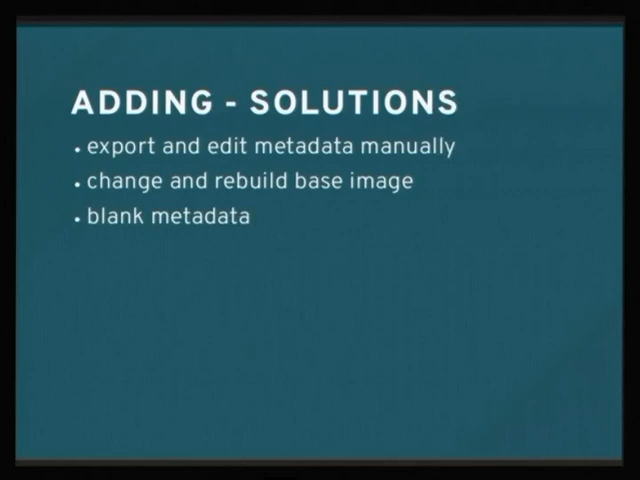 ADDING - SOLUTIONS
• export and edit metadata manually
• change and rebuild base image
• blank metadata